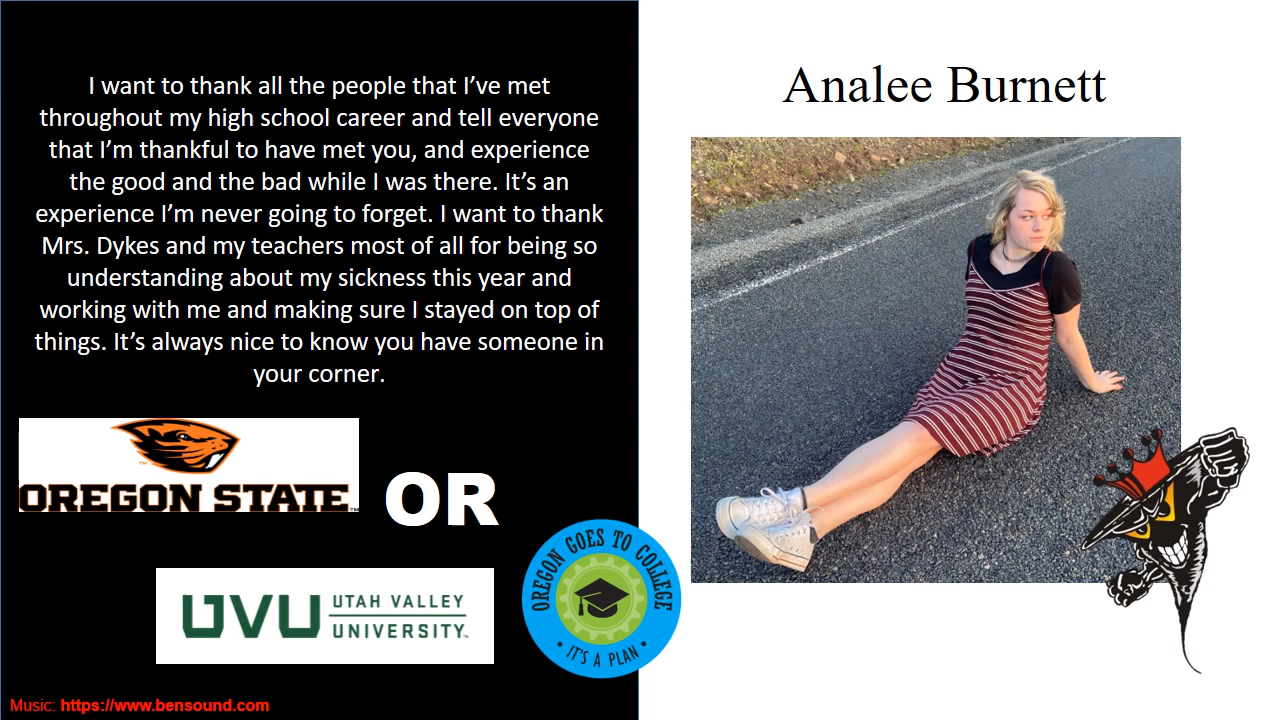 I want to thank all the people that I’ve met
throughout my high school career and tell everyone
that I’m thankful to have met you, and experience
the good and the bad while I was there. It’s an
experience I’m never going to forget. I want to thank
Mrs. Dykes and my teachers most of all for being so
understanding about my sickness this year and
working with me and making sure I stayed on top of
things. It’s always nice to know you have someone in
your corner.
OREGON STATE™
OR
UVU
UTAH VALLEY
UNIVERSITY™
OREGON GOES TO COLLEGE
• IT'S A PLAN •
Music: https://www.bensound.com
Analee Burnett